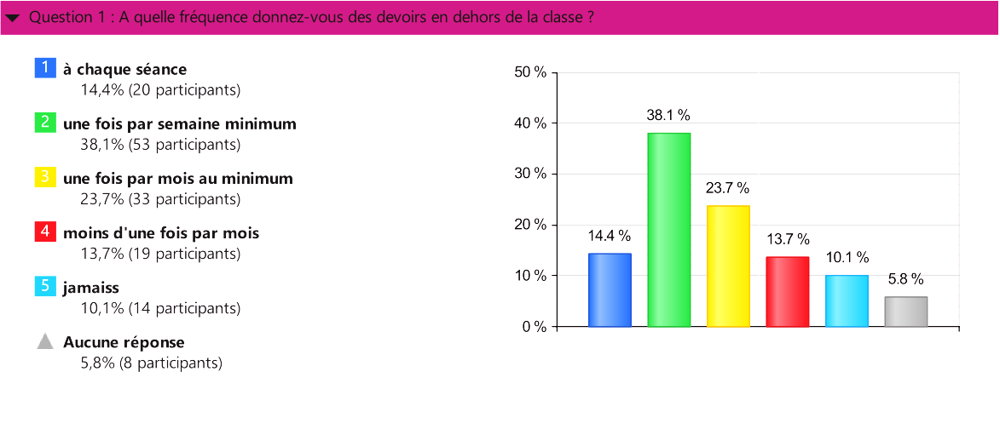 Question 1 : A quelle fréquence donnez-vous des devoirs en dehors de la classe ?
1 à chaque séance
14,4% (20 participants)
2 une fois par semaine minimum
38,1% (53 participants)
3 une fois par mois au minimum
23,7% (33 participants)
4 moins d'une fois par mois
13,7% (19 participants)
5 jamaiss
10,1% (14 participants)
Aucune réponse
5,8% (8 participants)
50 %
40 %
30 %
20 %
10 %
0 %
14.4 %
38.1 %
23.7 %
13.7 %
10.1 %
5.8 %